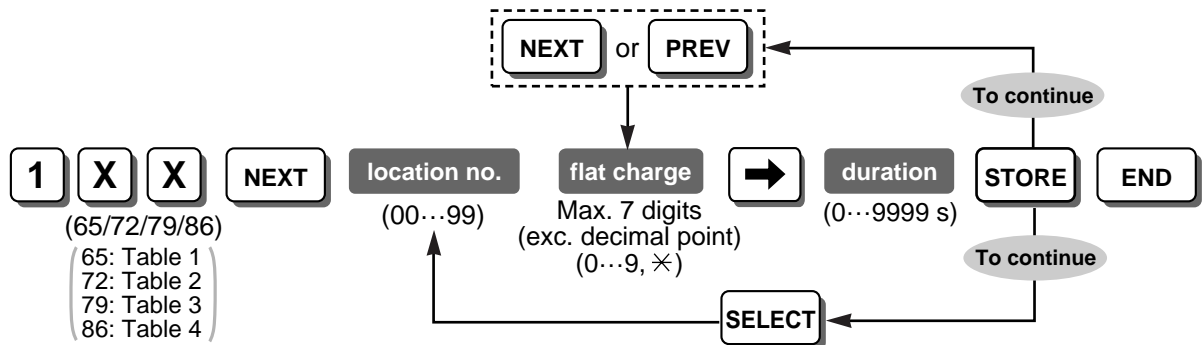 NEXT or PREV
To continue
1 X X NEXT location no. flat charge ➡ duration STORE END
(65/72/79/86)
65: Table 1
72: Table 2
79: Table 3
86: Table 4
(00···99)
Max. 7 digits
(exc. decimal point)
(0···9, ✳)
(0···9999 s)
To continue
SELECT